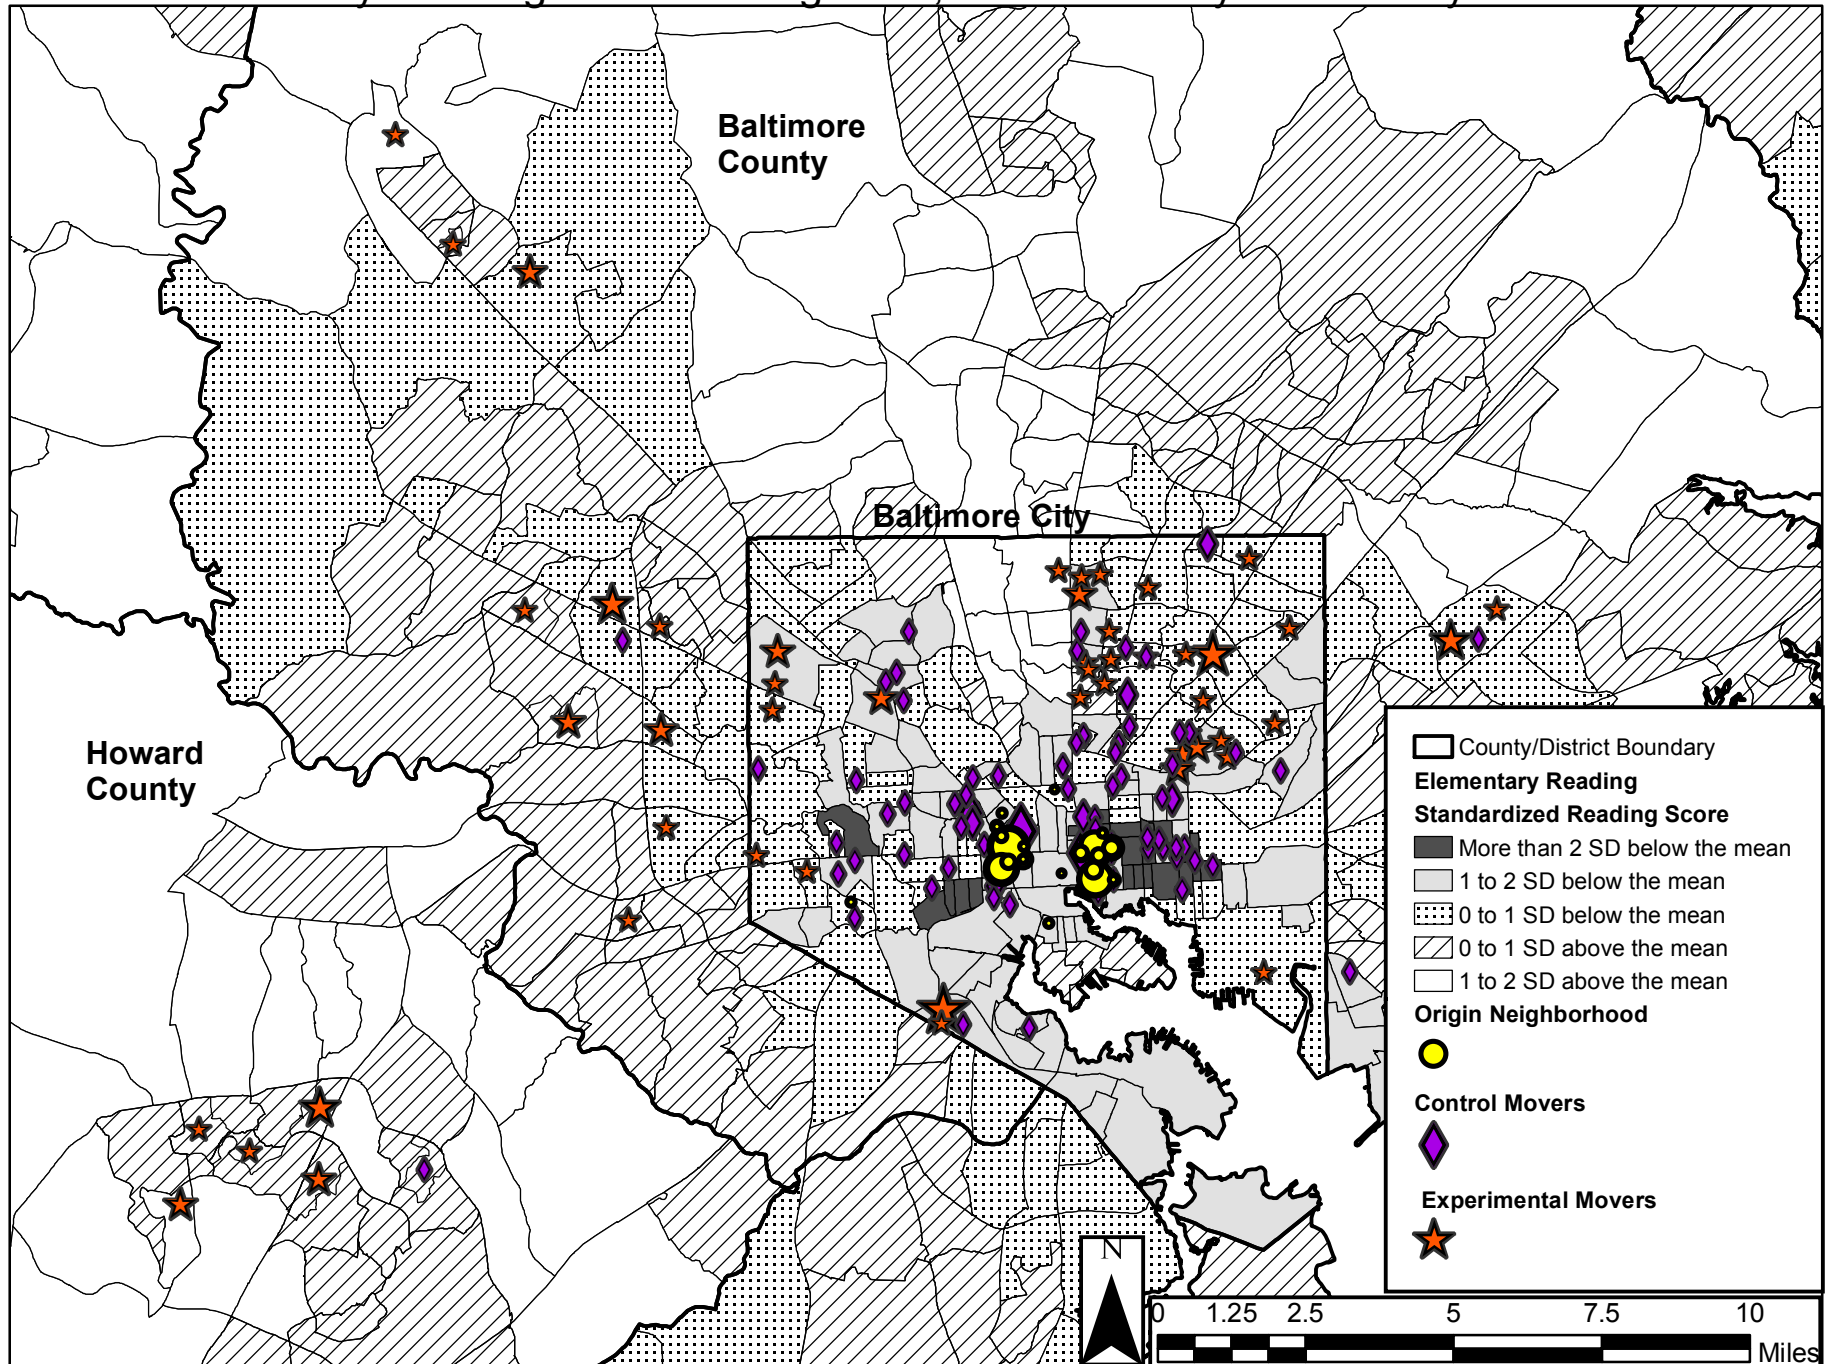 Baltimore
County
Baltimore City
Howard
County
County/District Boundary
Elementary Reading
Standardized Reading Score
More than 2 SD below the mean
1 to 2 SD below the mean
0 to 1 SD below the mean
0 to 1 SD above the mean
1 to 2 SD above the mean
Origin Neighborhood
Control Movers
Experimental Movers
N
0 1.25 2.5 5 7.5 10
Miles